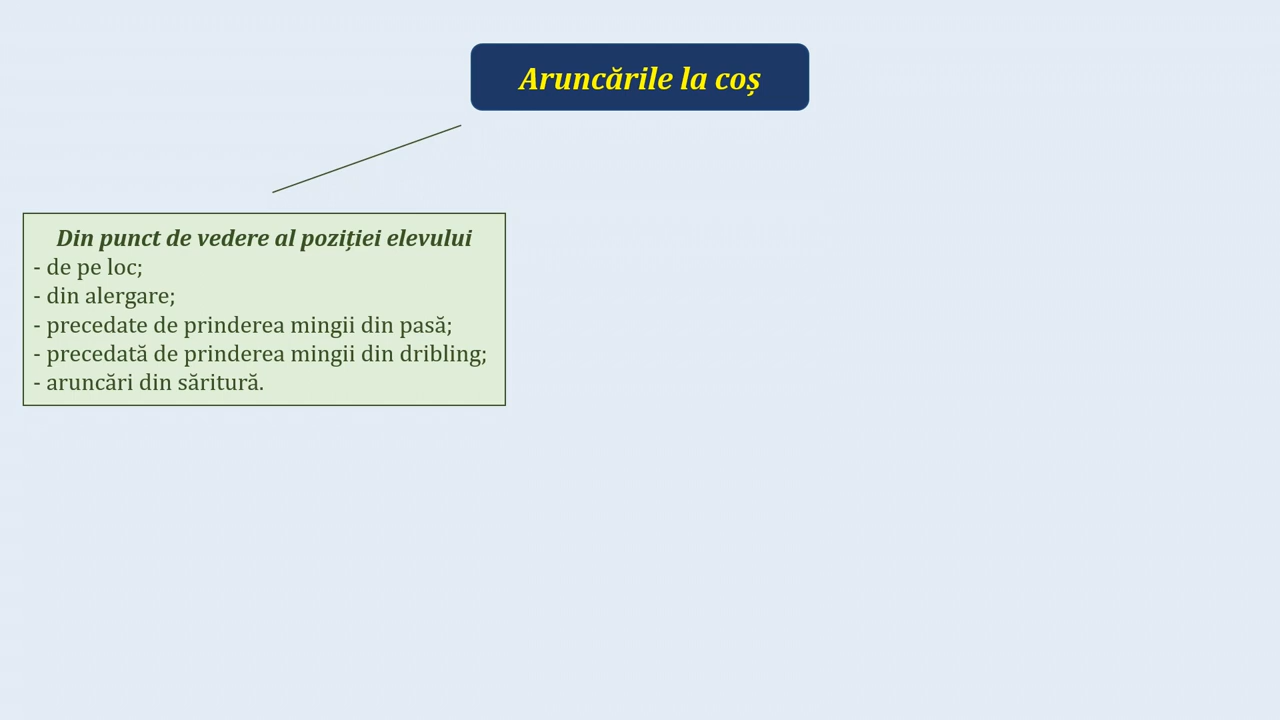 Aruncările la coș
Din punct de vedere al poziției elevului
- de pe loc;
- din alergare;
- precedate de prinderea mingii din pasă;
- precedată de prinderea mingii din dribling;
- aruncări din săritură.